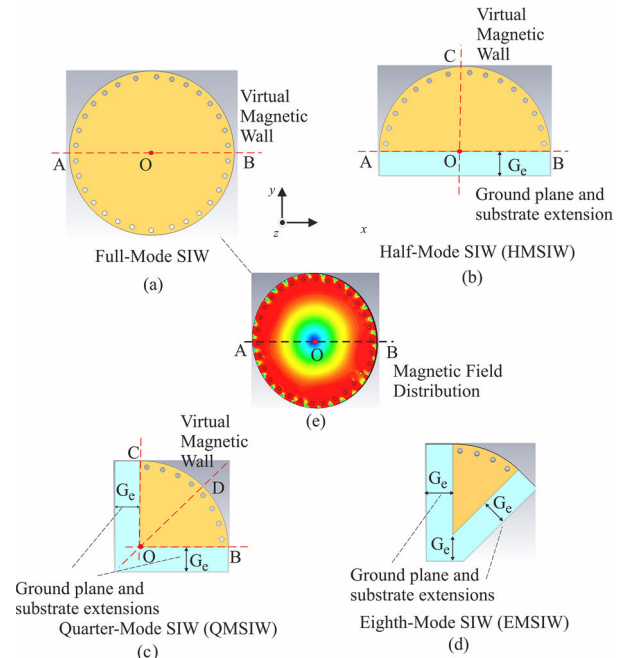 Virtual
Magnetic
Wall
A
O
B
Full-Mode SIW
(a)
y
z
x
Virtual
Magnetic
Wall
C
A
O
B
Gₑ
Ground plane and
substrate extension
Half-Mode SIW (HMSIW)
(b)
A
O
B
Magnetic Field
Distribution
(e)
Virtual
Magnetic
Wall
C
D
Gₑ
O
B
Gₑ
Ground plane and
substrate extensions
Quarter-Mode SIW (QMSIW)
(c)
Gₑ
Gₑ
Gₑ
Ground plane and
substrate extensions
Eighth-Mode SIW (EMSIW)
(d)